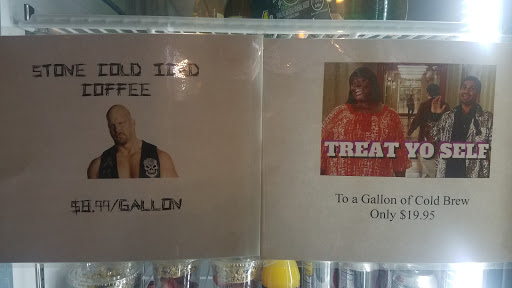 STONE COLD ICED
COFFEE
$8.99/GALLON
TREAT YO SELF
To a Gallon of Cold Brew
Only $19.95